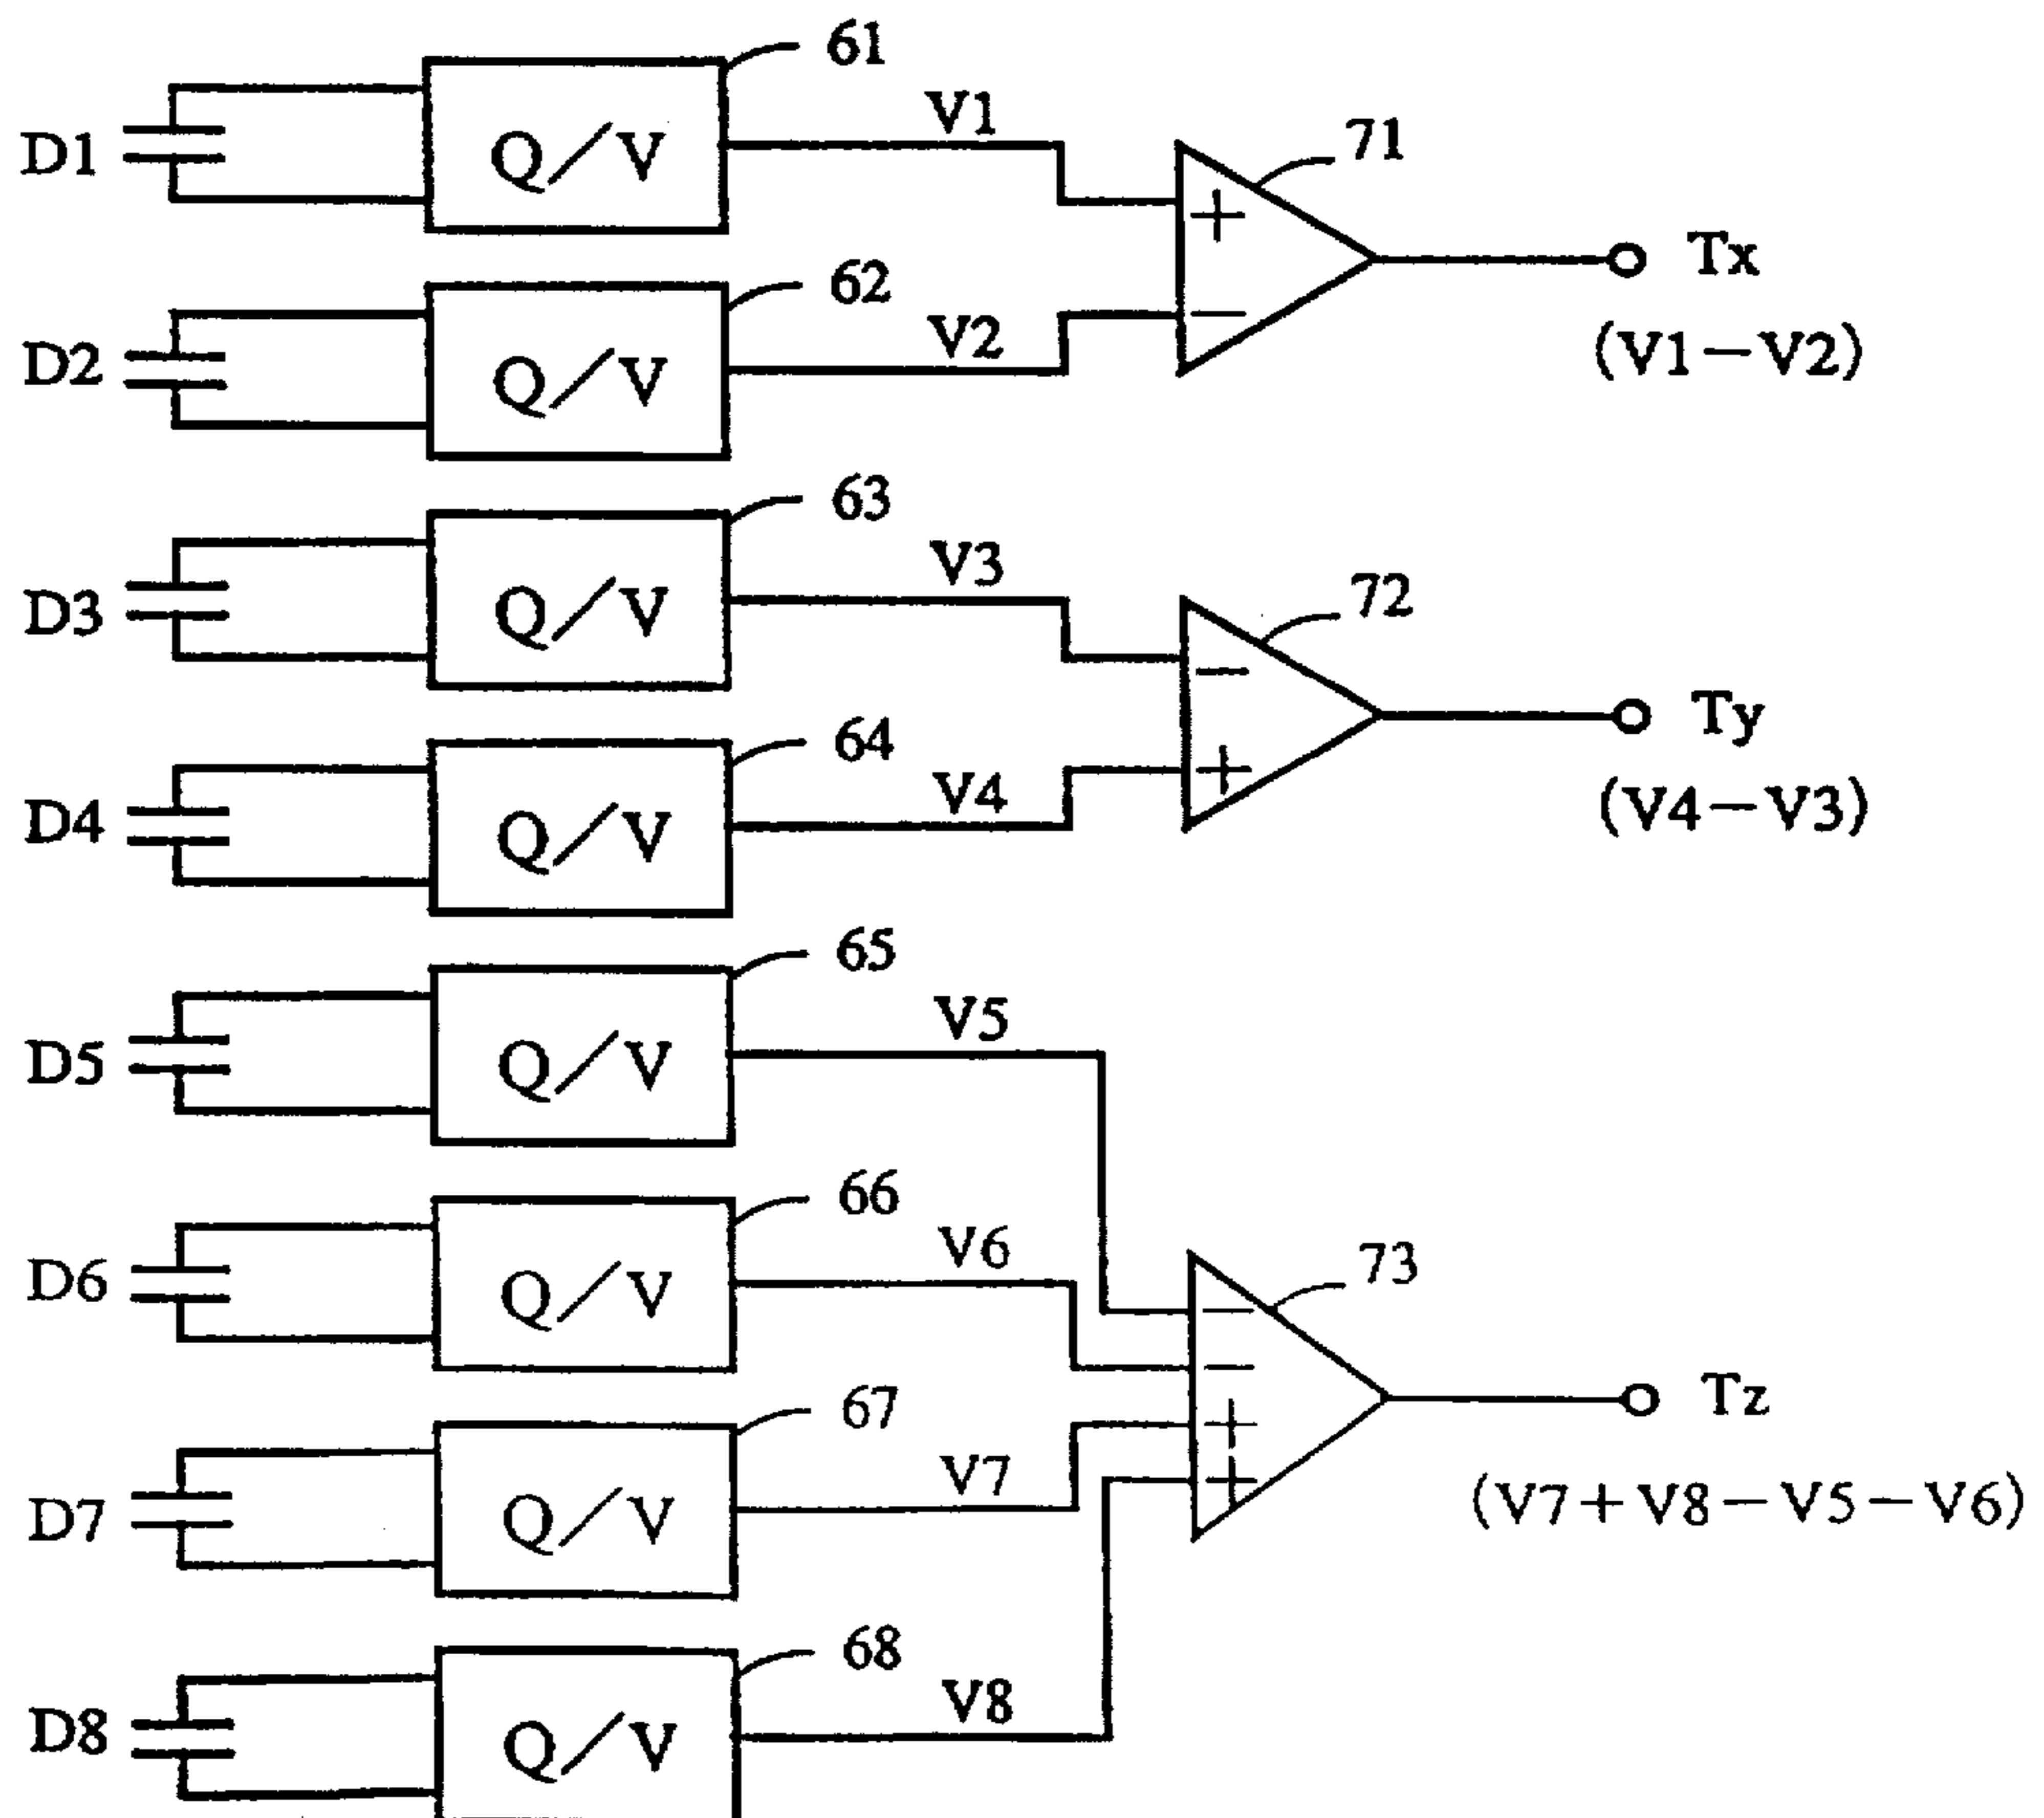 61
D1
Q/V
V1
71
+
−
Tx
(V1−V2)
62
D2
Q/V
V2
63
D3
Q/V
V3
72
−
+
Ty
(V4−V3)
64
D4
Q/V
V4
65
D5
Q/V
V5
66
D6
Q/V
V6
73
−
−
+
+
Tz
(V7+V8−V5−V6)
67
D7
Q/V
V7
68
D8
Q/V
V8